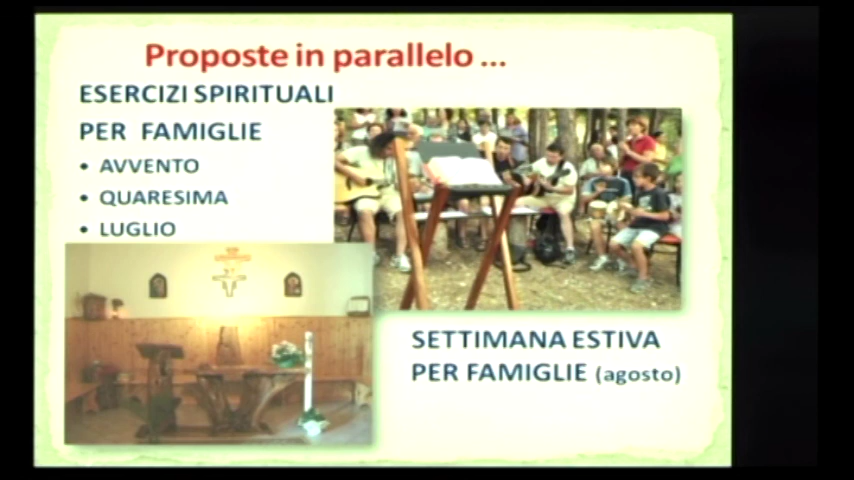 Proposte in parallelo ...
ESERCIZI SPIRITUALI
PER FAMIGLIE
• AVVENTO
• QUARESIMA
• LUGLIO
SETTIMANA ESTIVA
PER FAMIGLIE (agosto)